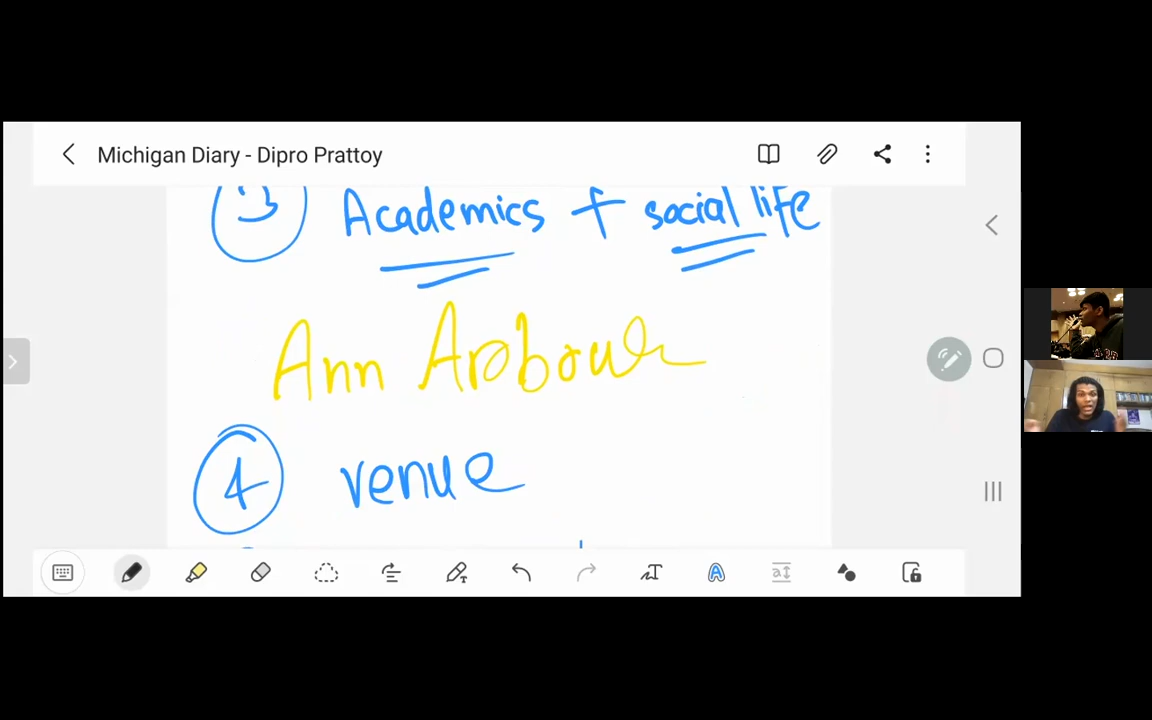 Michigan Diary - Dipro Prattoy
3 Academics + social life
Ann Arbour
4 venue